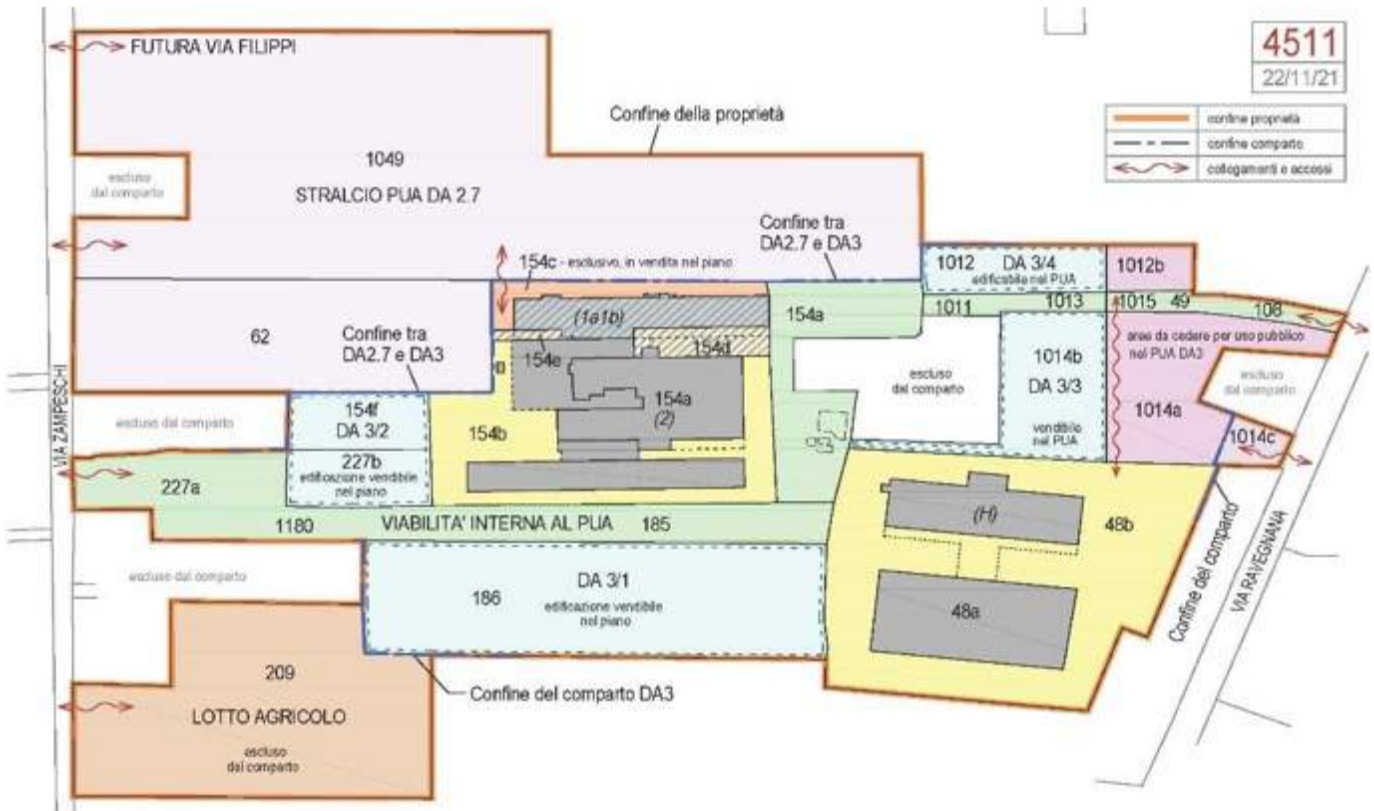 FUTURA VIA FILIPPI
4511
22/11/21
Confine della proprietà
confine proprietà
confine comparto
collegamenti e accessi
1049
STRALCIO PUA DA 2.7
escluso
dal comparto
Confine tra
DA2.7 e DA3
154c - esclusivo, in vendita nel piano
1012 DA 3/4
edificabile nel PUA
1012b
(1a1b)
154a
1011
1013
1015 49
108
62
Confine tra
DA2.7 e DA3
154e
154d
aree da cedere per uso pubblico
nel PUA DA3
1014b
DA 3/3
vendibile
nel PUA
escluso
dal comparto
escluso
dal comparto
154a
(2)
1014a
VIA ZAMPESCHI
escluso dal comparto
154f
DA 3/2
154b
1014c
227b
edificazione vendibile
nel piano
227a
1180 VIABILITA' INTERNA AL PUA 185
(H)
48b
escluso dal comparto
186
DA 3/1
edificazione vendibile
nel piano
48a
Confine del comparto
VIA RAVEGNANA
209
LOTTO AGRICOLO
escluso
dal comparto
Confine del comparto DA3